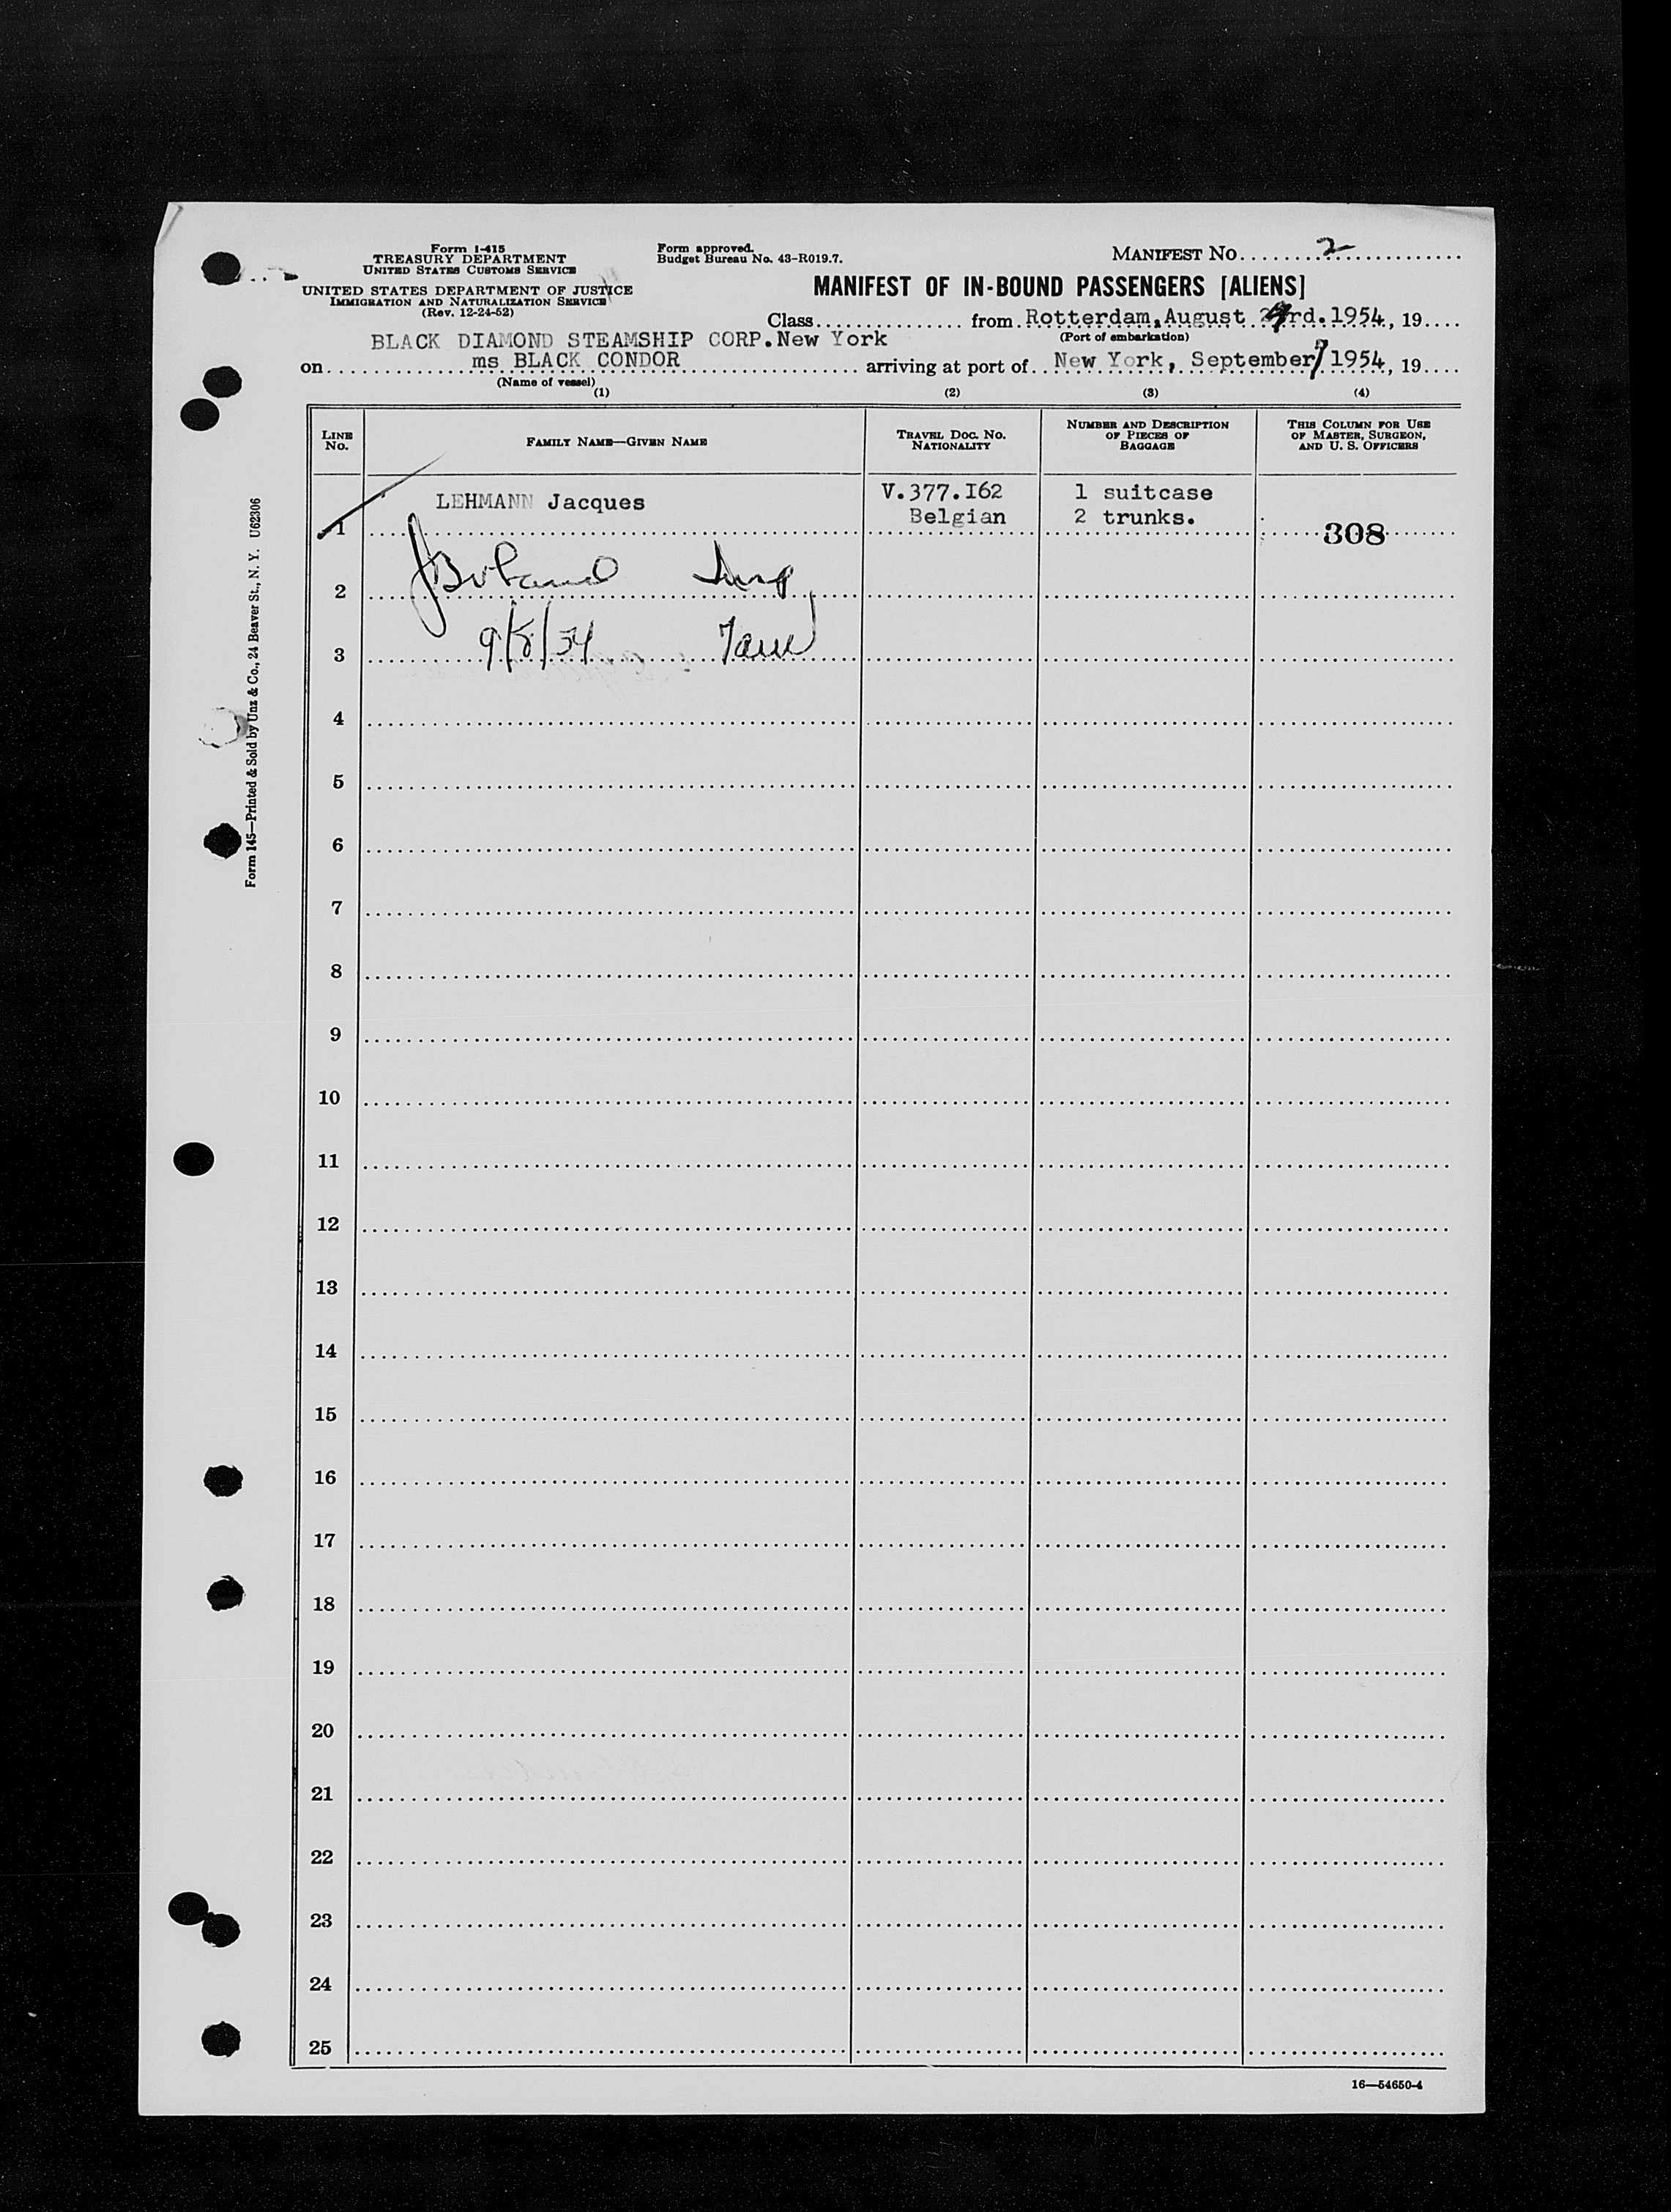 Form I-415
TREASURY DEPARTMENT
UNITED STATES CUSTOMS SERVICE
UNITED STATES DEPARTMENT OF JUSTICE
IMMIGRATION AND NATURALIZATION SERVICE
(Rev. 12-24-52)
Form approved.
Budget Bureau No. 43-R019.7.
MANIFEST NO. 2
MANIFEST OF IN-BOUND PASSENGERS [ALIENS]
Class from Rotterdam, August rd. 1954, 19
(Port of embarkation)
BLACK DIAMOND STEAMSHIP CORP. New York
on ms BLACK CONDOR arriving at port of New York, September 7 1954, 19
(Name of vessel)
(1) (2) (3) (4)
LINE No. FAMILY NAME—GIVEN NAME TRAVEL DOC. NO. NATIONALITY NUMBER AND DESCRIPTION OF PIECES OF BAGGAGE THIS COLUMN FOR USE OF MASTER, SURGEON, AND U. S. OFFICERS
1 LEHMANN Jacques V.377.I62 Belgian 1 suitcase 2 trunks. 308
2
3 9/8/54
4
5
6
7
8
9
10
11
12
13
14
15
16
17
18
19
20
21
22
23
24
25
16—54650-4
Form 145—Printed & Sold by Unz & Co., 24 Beaver St., N. Y. U62306